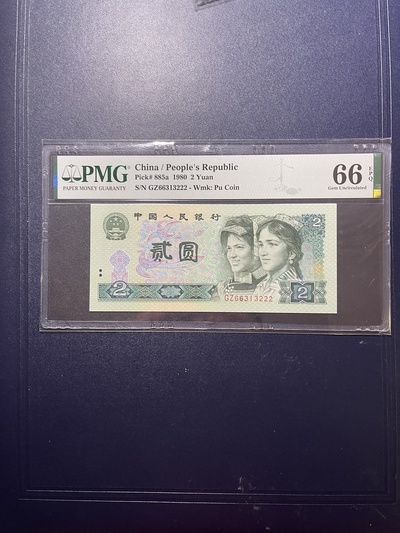 PMG
PAPER MONEY GUARANTY
China / People's Republic
Pick# 885a 1980 2 Yuan
S/N GZ66313222 - Wmk: Pu Coin
66 EPQ
Gem Uncirculated
中国人民银行
2
贰圆
2
2
GZ66313222